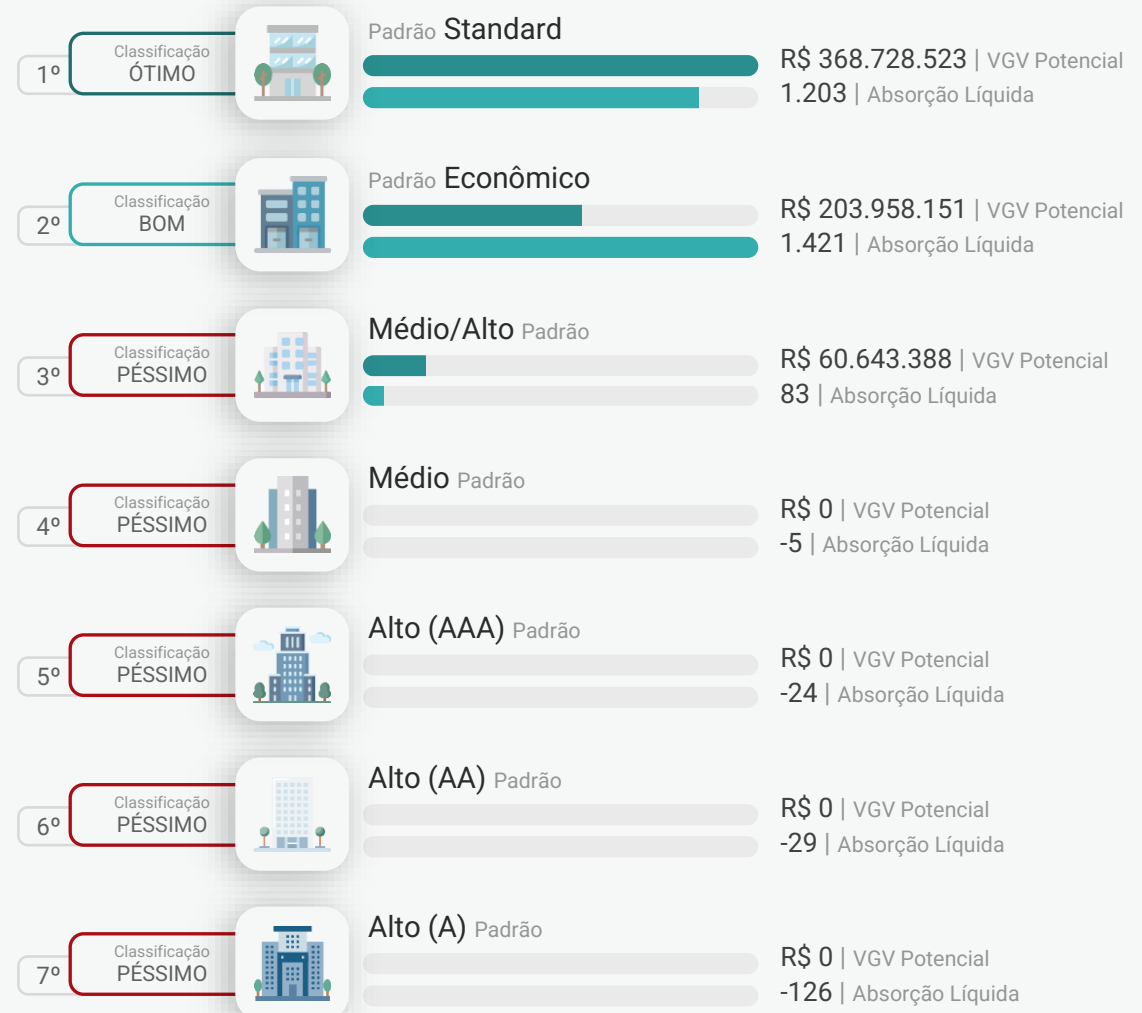 1º
Classificação
ÓTIMO
Padrão Standard
R$ 368.728.523 | VGV Potencial
1.203 | Absorção Líquida
2º
Classificação
BOM
Padrão Econômico
R$ 203.958.151 | VGV Potencial
1.421 | Absorção Líquida
3º
Classificação
PÉSSIMO
Médio/Alto Padrão
R$ 60.643.388 | VGV Potencial
83 | Absorção Líquida
4º
Classificação
PÉSSIMO
Médio Padrão
R$ 0 | VGV Potencial
-5 | Absorção Líquida
5º
Classificação
PÉSSIMO
Alto (AAA) Padrão
R$ 0 | VGV Potencial
-24 | Absorção Líquida
6º
Classificação
PÉSSIMO
Alto (AA) Padrão
R$ 0 | VGV Potencial
-29 | Absorção Líquida
7º
Classificação
PÉSSIMO
Alto (A) Padrão
R$ 0 | VGV Potencial
-126 | Absorção Líquida